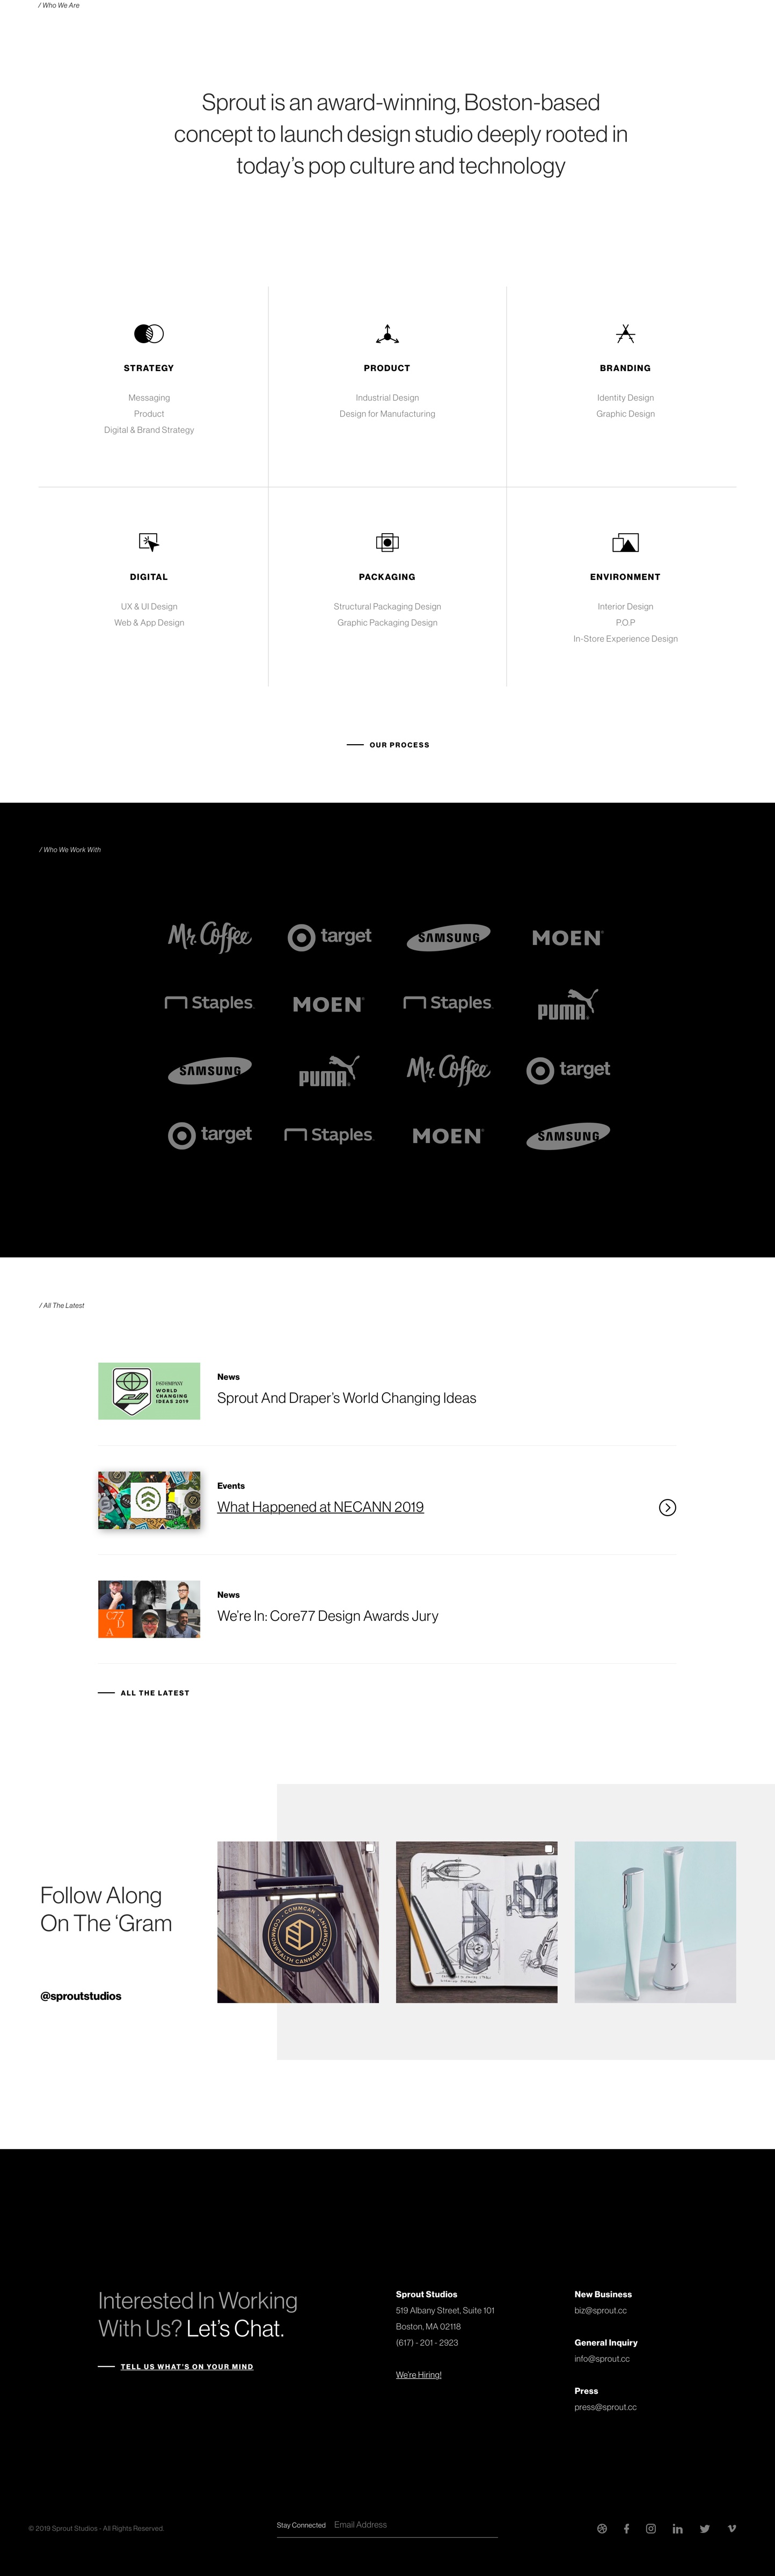 / Who We Are
Sprout is an award-winning, Boston-based
concept to launch design studio deeply rooted in
today's pop culture and technology
STRATEGY
Messaging
Product
Digital & Brand Strategy
PRODUCT
Industrial Design
Design for Manufacturing
BRANDING
Identity Design
Graphic Design
DIGITAL
UX & UI Design
Web & App Design
PACKAGING
Structural Packaging Design
Graphic Packaging Design
ENVIRONMENT
Interior Design
P.O.P
In-Store Experience Design
OUR PROCESS
/ Who We Work With
Mr. Coffee target SAMSUNG MOEN®
Staples MOEN® Staples PUMA
SAMSUNG PUMA Mr. Coffee target
target Staples MOEN® SAMSUNG
/ All The Latest
WORLD
CHANGING
IDEAS 2019
News
Sprout And Draper's World Changing Ideas
Events
What Happened at NECANN 2019
C77
D
A
News
We're In: Core77 Design Awards Jury
ALL THE LATEST
Follow Along
On The ‘Gram
@sproutstudios
COMMCAN
COMMONWEALTH CANNABIS COMPANY
Interested In Working
With Us? Let's Chat.
TELL US WHAT'S ON YOUR MIND
Sprout Studios
519 Albany Street, Suite 101
Boston, MA 02118
(617) - 201 - 2923
We're Hiring!
New Business
biz@sprout.cc
General Inquiry
info@sprout.cc
Press
press@sprout.cc
© 2019 Sprout Studios - All Rights Reserved.
Stay Connected Email Address